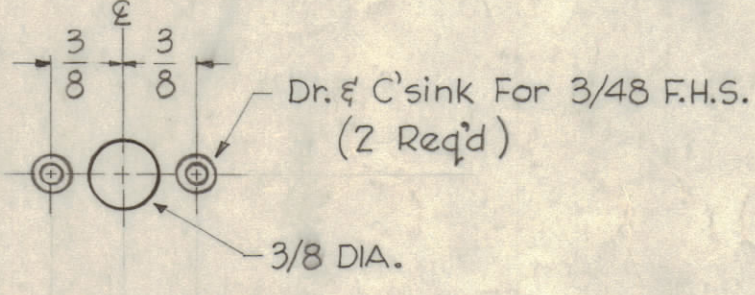 ℄
3/8 3/8
Dr. & C'sink For 3/48 F.H.S.
(2 Req'd)
3/8 DIA.